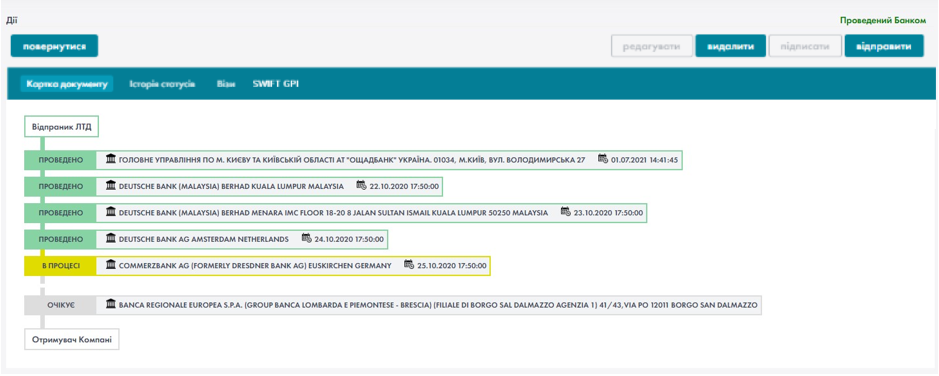 Дії
Проведений Банком
повернутися
редагувати
видалити
підписати
відправити
Картка документу
Історія статусів
Візи
SWIFT GPI
Відпраник ЛТД
ПРОВЕДЕНО ГОЛОВНЕ УПРАВЛІННЯ ПО М. КИЄВУ ТА КИЇВСЬКІЙ ОБЛАСТІ АТ "ОЩАДБАНК" УКРАЇНА. 01034, М.КИЇВ, ВУЛ. ВОЛОДИМИРСЬКА 27 01.07.2021 14:41:45
ПРОВЕДЕНО DEUTSCHE BANK (MALAYSIA) BERHAD KUALA LUMPUR MALAYSIA 22.10.2020 17:50:00
ПРОВЕДЕНО DEUTSCHE BANK (MALAYSIA) BERHAD MENARA IMC FLOOR 18-20 8 JALAN SULTAN ISMAIL KUALA LUMPUR 50250 MALAYSIA 23.10.2020 17:50:00
ПРОВЕДЕНО DEUTSCHE BANK AG AMSTERDAM NETHERLANDS 24.10.2020 17:50:00
В ПРОЦЕСІ COMMERZBANK AG (FORMERLY DRESDNER BANK AG) EUSKIRCHEN GERMANY 25.10.2020 17:50:00
ОЧІКУЄ BANCA REGIONALE EUROPEA S.P.A. (GROUP BANCA LOMBARDA E PIEMONTESE - BRESCIA) (FILIALE DI BORGO SAL DALMAZZO AGENZIA 1) 41/43,VIA PO 12011 BORGO SAN DALMAZZO
Отримувач Компані